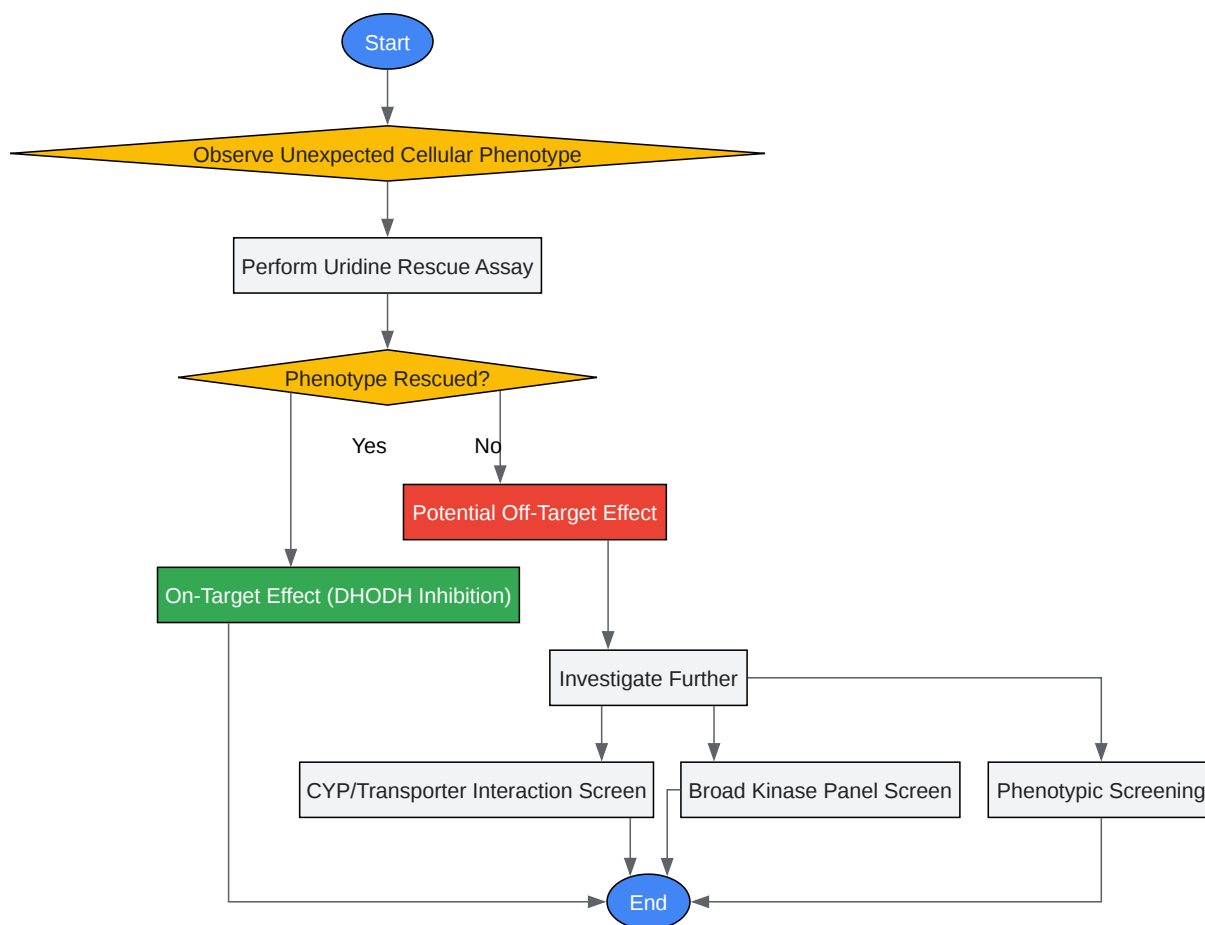 Start
Observe Unexpected Cellular Phenotype
Perform Uridine Rescue Assay
Phenotype Rescued?
Yes
No
Potential Off-Target Effect
On-Target Effect (DHODH Inhibition)
Investigate Further
CYP/Transporter Interaction Screen
Broad Kinase Panel Screen
Phenotypic Screening
End